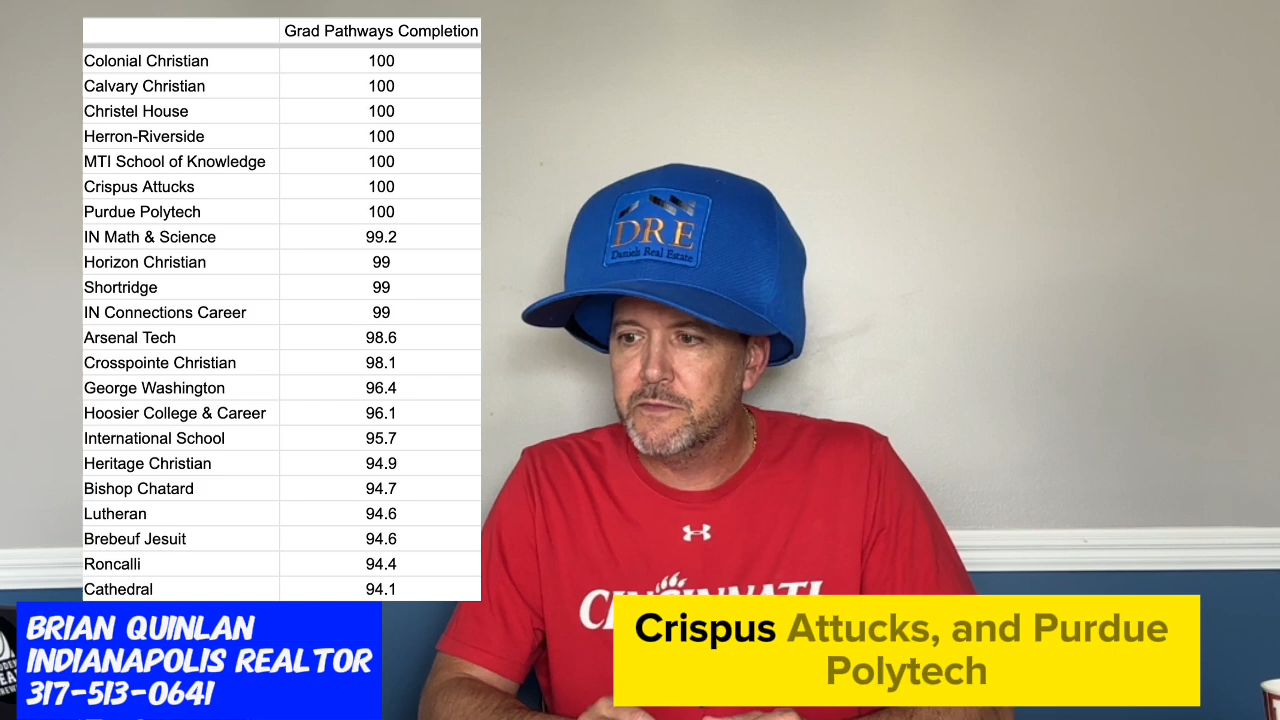 Grad Pathways Completion
Colonial Christian 100
Calvary Christian 100
Christel House 100
Herron-Riverside 100
MTI School of Knowledge 100
Crispus Attucks 100
Purdue Polytech 100
IN Math & Science 99.2
Horizon Christian 99
Shortridge 99
IN Connections Career 99
Arsenal Tech 98.6
Crosspointe Christian 98.1
George Washington 96.4
Hoosier College & Career 96.1
International School 95.7
Heritage Christian 94.9
Bishop Chatard 94.7
Lutheran 94.6
Brebeuf Jesuit 94.6
Roncalli 94.4
Cathedral 94.1
DRE
Daniels Real Estate
CINCINNATI
BRIAN QUINLAN
INDIANAPOLIS REALTOR
317-513-0641
Crispus Attucks, and Purdue
Polytech